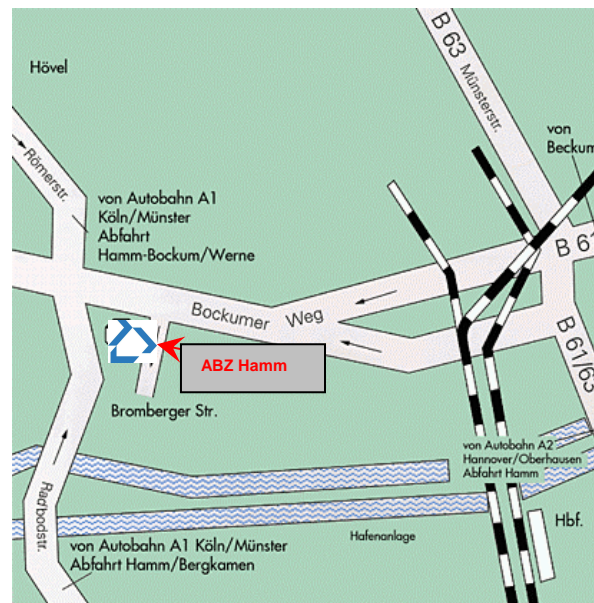 B 63
Münsterstr.
Hövel
von
Beckum
Römerstr.
von Autobahn A1
Köln/Münster
Abfahrt
Hamm-Bockum/Werne
B 61
Bockumer Weg
ABZ Hamm
B 61/63
Bromberger Str.
von Autobahn A2
Hannover/Oberhausen
Abfahrt Hamm
Radbodstr.
Hbf.
Hafenanlage
von Autobahn A1 Köln/Münster
Abfahrt Hamm/Bergkamen